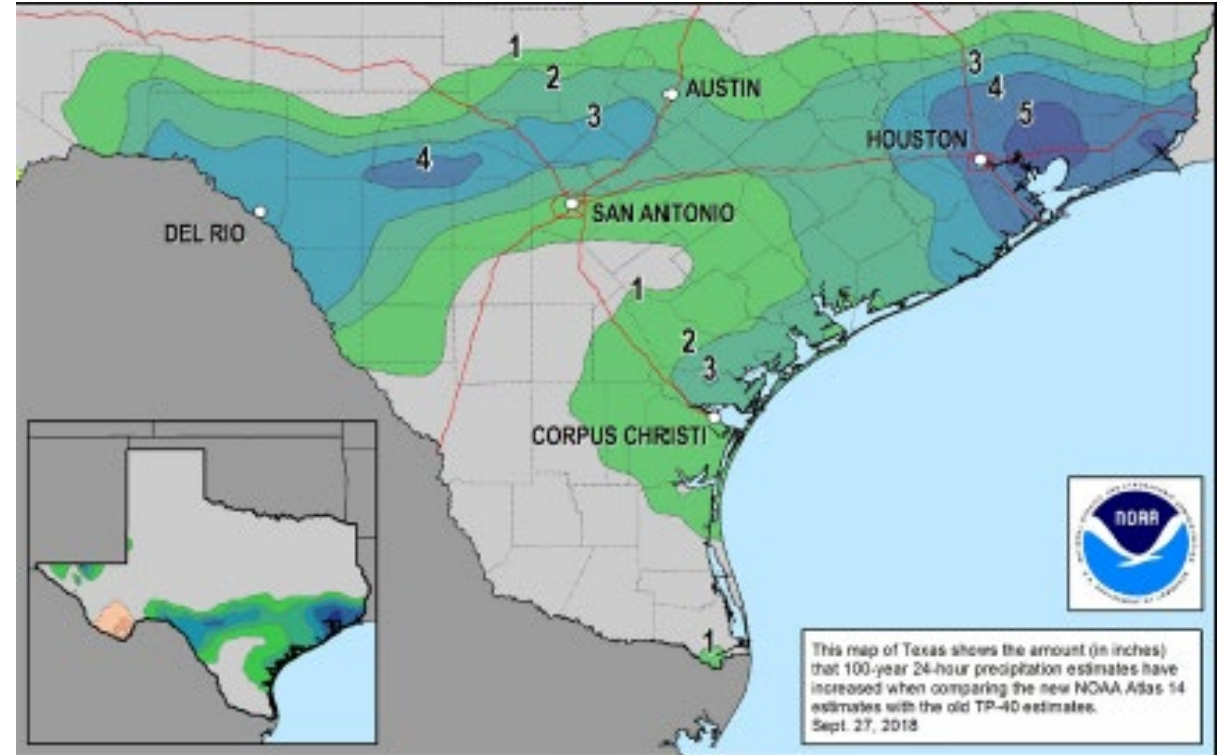 1
2
AUSTIN
3
3
4
5
HOUSTON
4
DEL RIO
SAN ANTONIO
1
2
3
CORPUS CHRISTI
1
NOAA
This map of Texas shows the amount (in inches)
that 100-year 24-hour precipitation estimates have
increased when comparing the new NOAA Atlas 14
estimates with the old TP-40 estimates.
Sept. 27, 2018